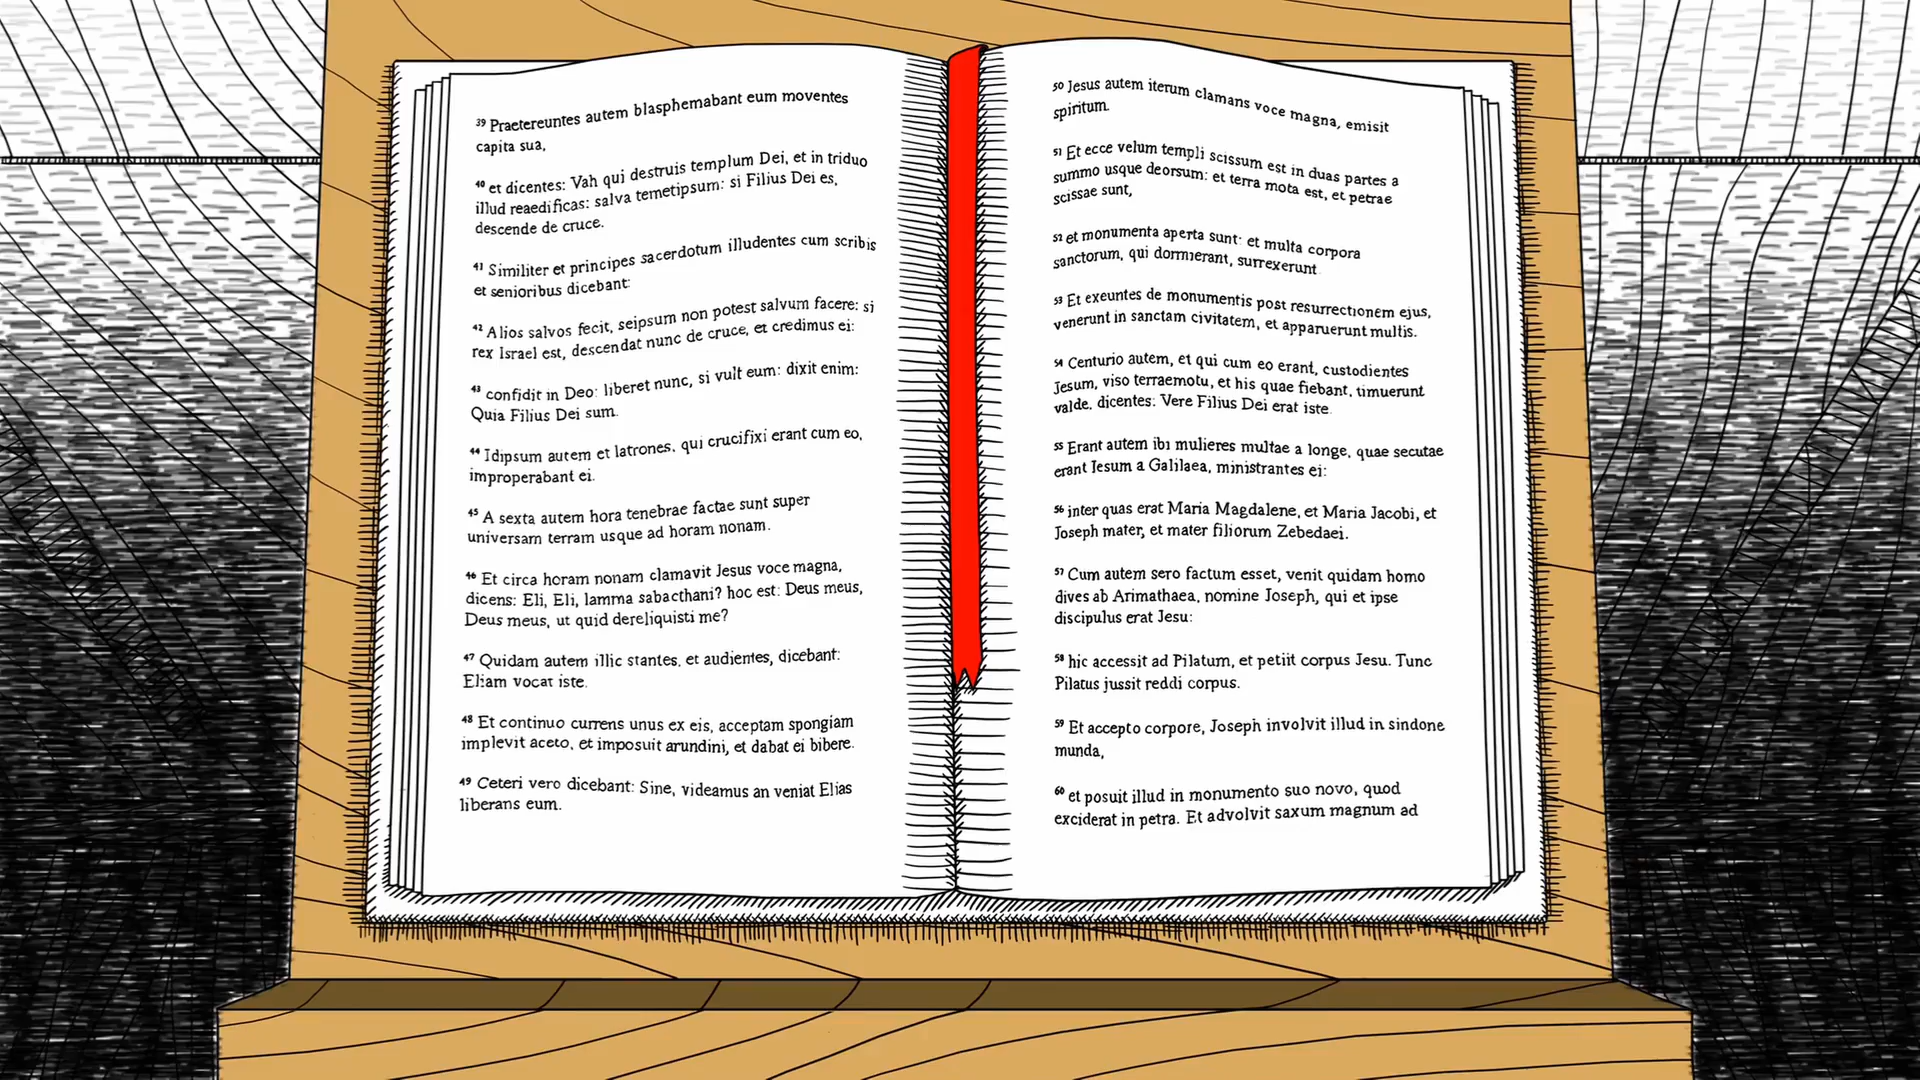 39 Praetereuntes autem blasphemabant eum moventes
capita sua,
40 et dicentes: Vah qui destruis templum Dei, et in triduo
illud reaedificas: salva temetipsum: si Filius Dei es,
descende de cruce.
41 Similiter et principes sacerdotum illudentes cum scribis
et senioribus dicebant:
42 Alios salvos fecit, seipsum non potest salvum facere: si
rex Israel est, descendat nunc de cruce, et credimus ei:
43 confidit in Deo: liberet nunc, si vult eum: dixit enim:
Quia Filius Dei sum.
44 Idipsum autem et latrones, qui crucifixi erant cum eo,
improperabant ei.
45 A sexta autem hora tenebrae factae sunt super
universam terram usque ad horam nonam.
46 Et circa horam nonam clamavit Jesus voce magna,
dicens: Eli, Eli, lamma sabacthani? hoc est: Deus meus,
Deus meus, ut quid dereliquisti me?
47 Quidam autem illic stantes, et audientes, dicebant:
Eliam vocat iste.
48 Et continuo currens unus ex eis, acceptam spongiam
implevit aceto, et imposuit arundini, et dabat ei bibere.
49 Ceteri vero dicebant: Sine, videamus an veniat Elias
liberans eum.
50 Jesus autem iterum clamans voce magna, emisit
spiritum.
51 Et ecce velum templi scissum est in duas partes a
summo usque deorsum: et terra mota est, et petrae
scissae sunt,
52 et monumenta aperta sunt: et multa corpora
sanctorum, qui dormierant, surrexerunt.
53 Et exeuntes de monumentis post resurrectionem ejus,
venerunt in sanctam civitatem, et apparuerunt multis.
54 Centurio autem, et qui cum eo erant, custodientes
Jesum, viso terraemotu, et his quae fiebant, timuerunt
valde, dicentes: Vere Filius Dei erat iste.
55 Erant autem ibi mulieres multae a longe, quae secutae
erant Jesum a Galilaea, ministrantes ei:
56 inter quas erat Maria Magdalene, et Maria Jacobi, et
Joseph mater, et mater filiorum Zebedaei.
57 Cum autem sero factum esset, venit quidam homo
dives ab Arimathaea, nomine Joseph, qui et ipse
discipulus erat Jesu:
58 hic accessit ad Pilatum, et petiit corpus Jesu. Tunc
Pilatus jussit reddi corpus.
59 Et accepto corpore, Joseph involvit illud in sindone
munda,
60 et posuit illud in monumento suo novo, quod
exciderat in petra. Et advolvit saxum magnum ad